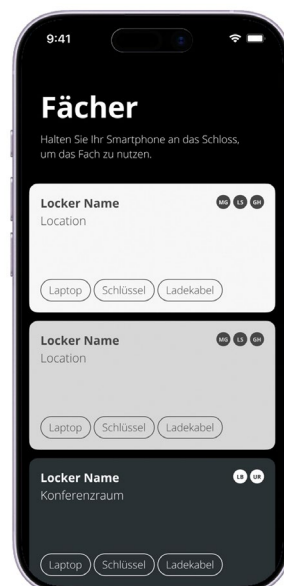 9:41
Fächer
Halten Sie Ihr Smartphone an das Schloss,
um das Fach zu nutzen.
Locker Name MG LS GH
Location
Laptop Schlüssel Ladekabel
Locker Name MG LS GH
Location
Laptop Schlüssel Ladekabel
Locker Name LB UR
Konferenzraum
Laptop Schlüssel Ladekabel